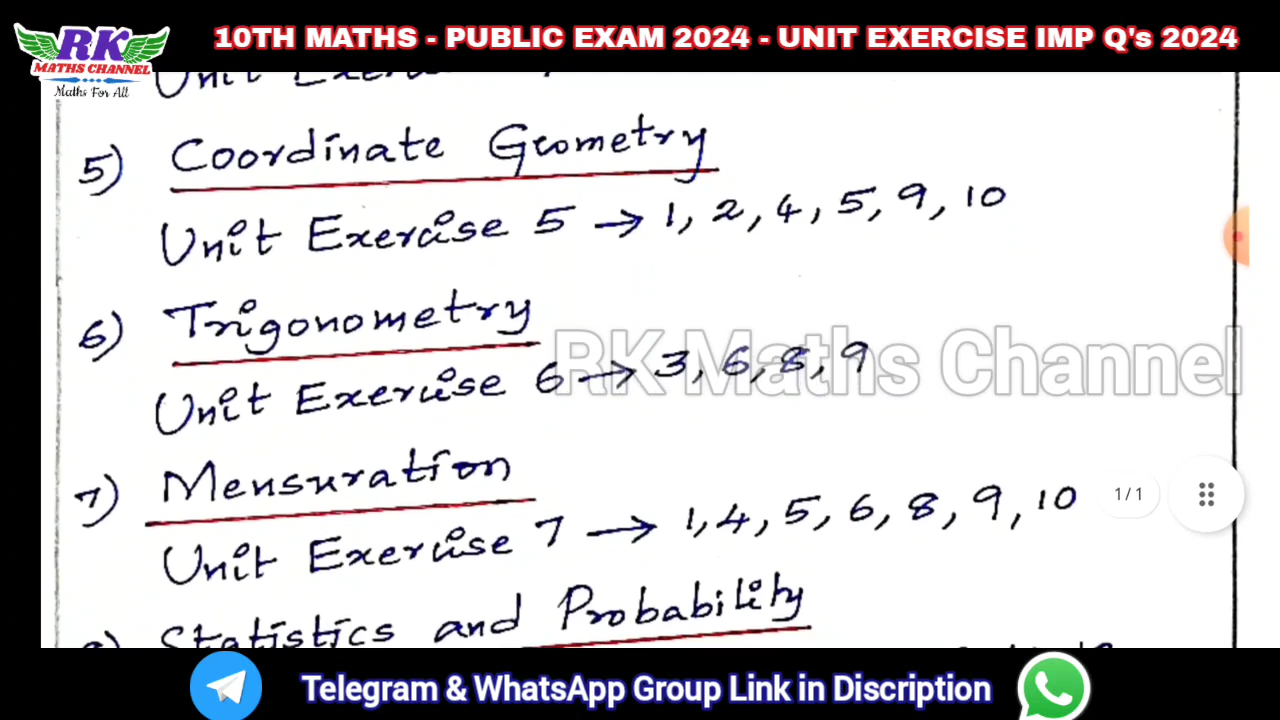 RK
MATHS CHANNEL
Maths For All
10TH MATHS - PUBLIC EXAM 2024 - UNIT EXERCISE IMP Q's 2024
Unit
5) Coordinate Geometry
Unit Exercise 5 → 1, 2, 4, 5, 9, 10
6) Trigonometry
Unit Exercise 6 → 3, 6, 8, 9
RK Maths Channel
7) Mensuration
1/1
Unit Exercise 7 → 1, 4, 5, 6, 8, 9, 10
Statistics and Probability
Telegram & WhatsApp Group Link in Discription